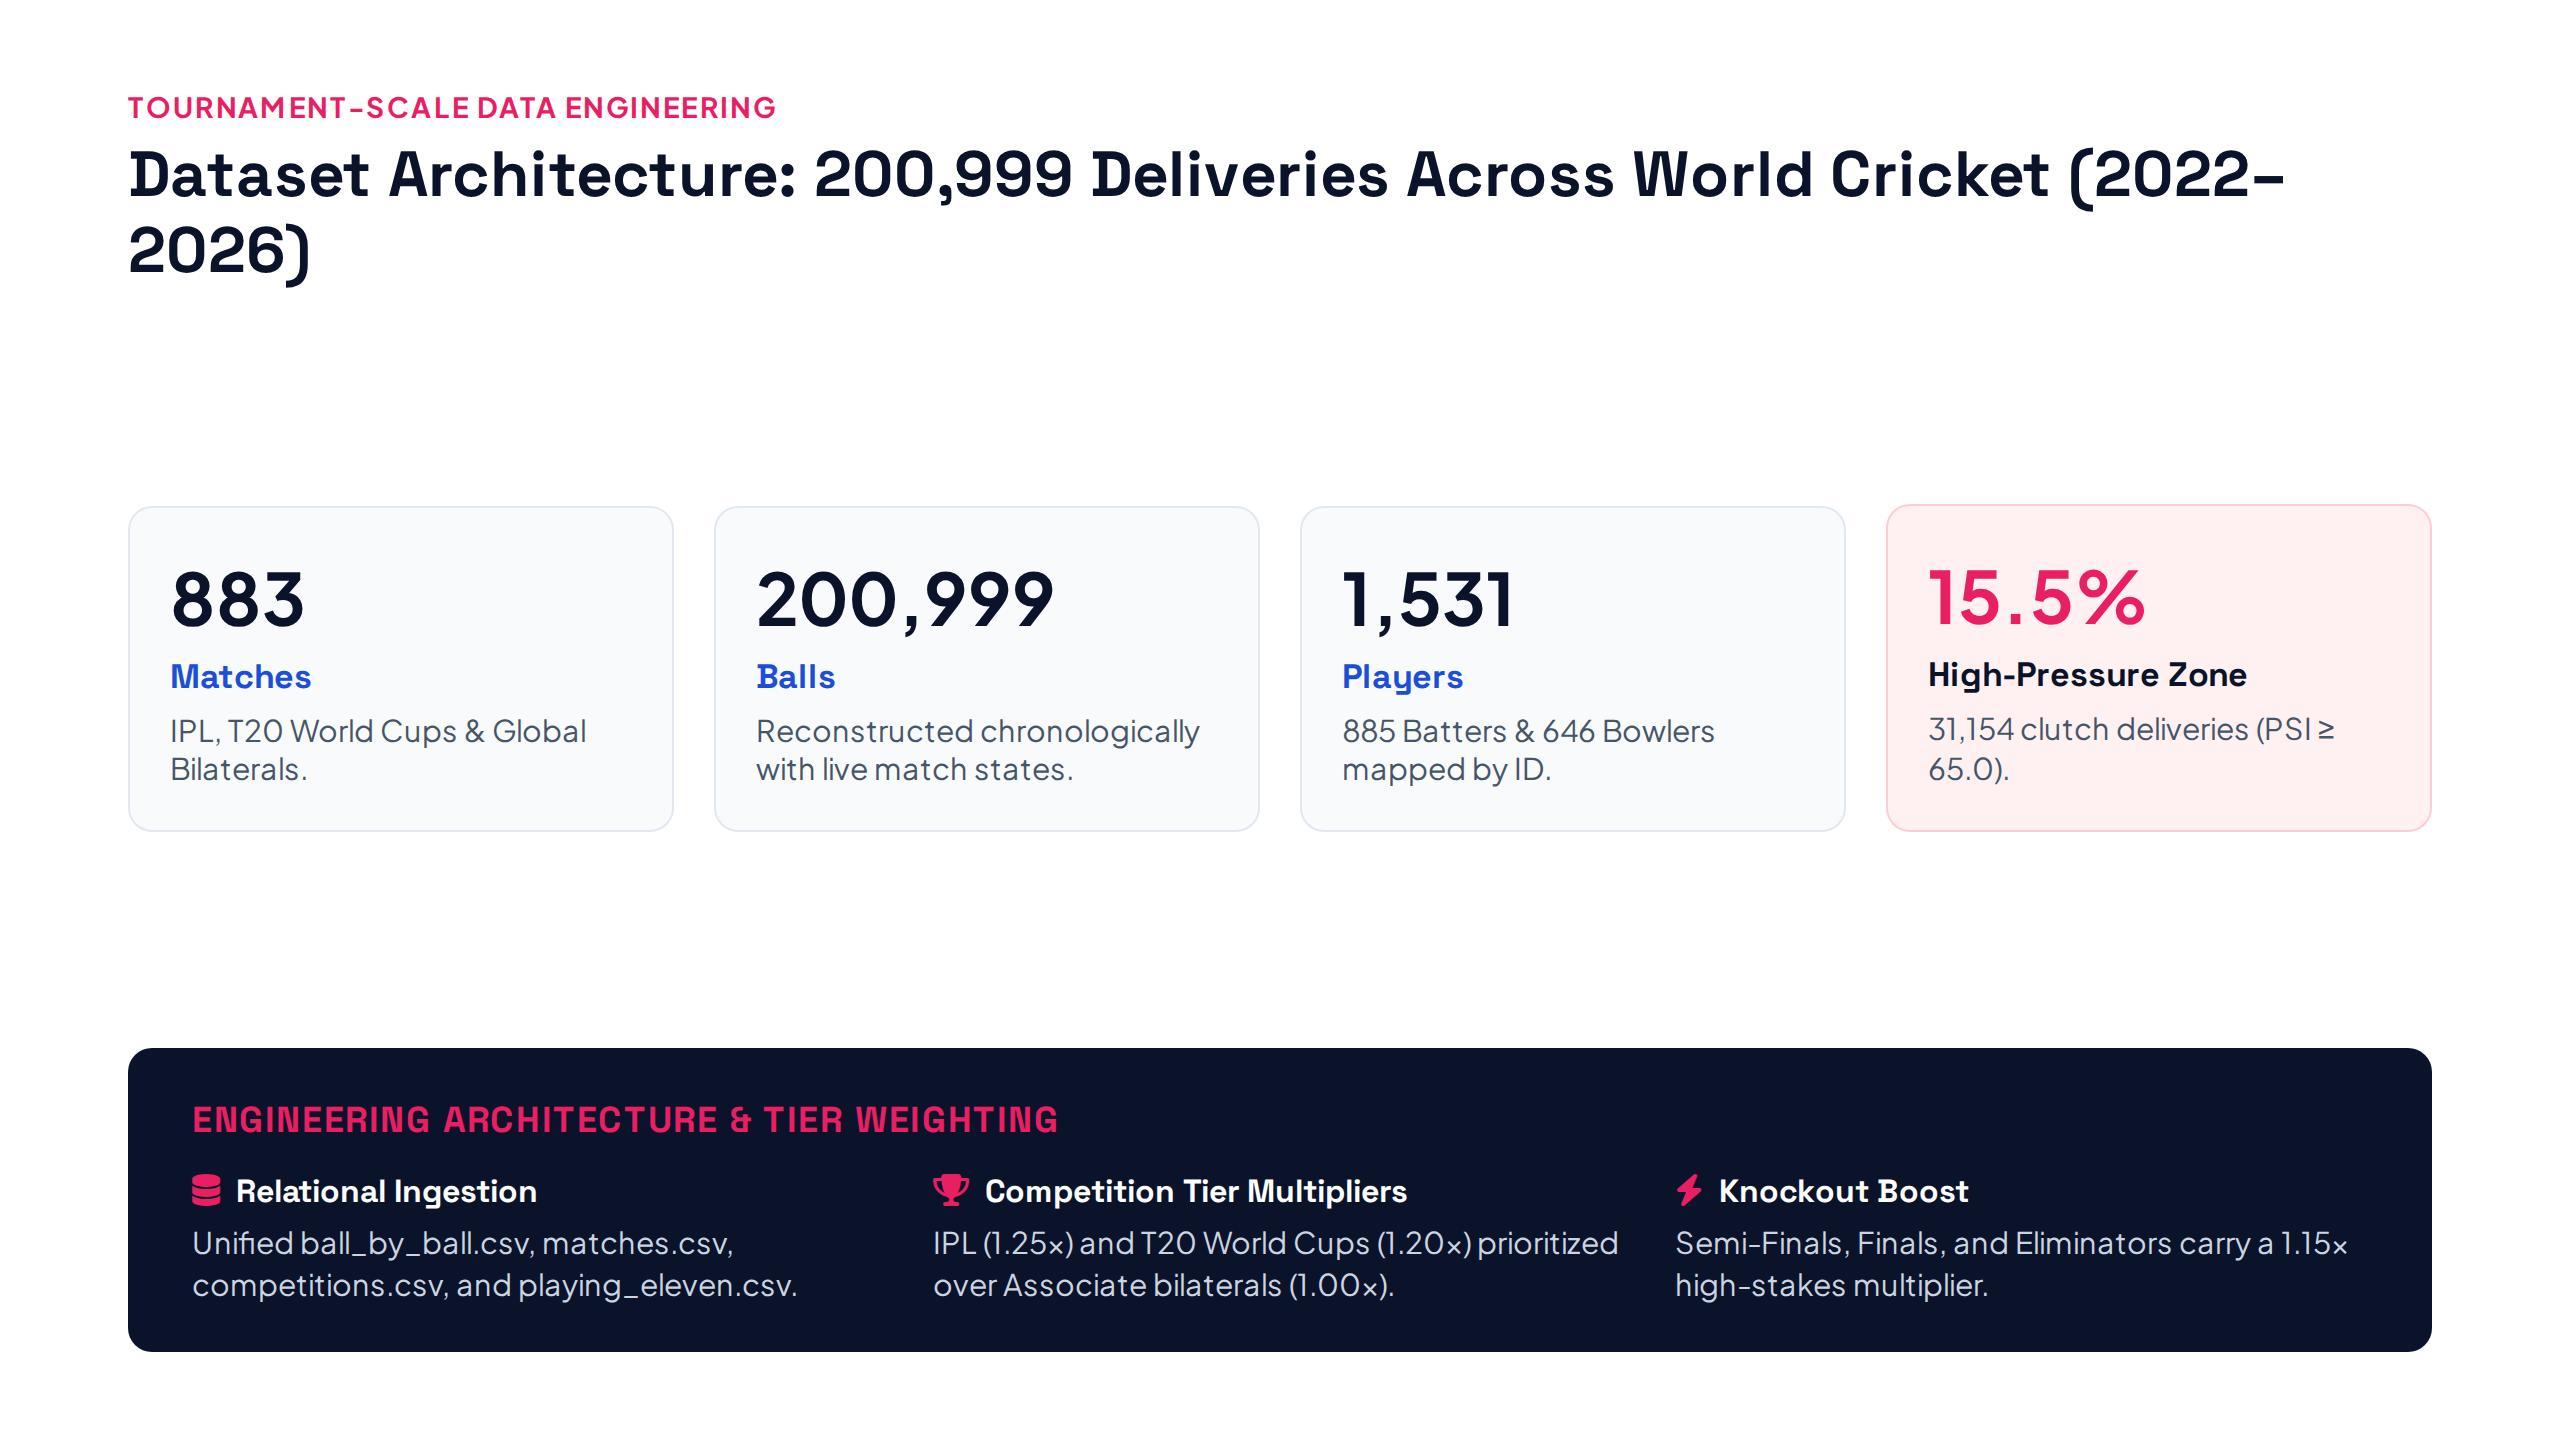 TOURNAMENT-SCALE DATA ENGINEERING
Dataset Architecture: 200,999 Deliveries Across World Cricket (2022–
2026)
883
Matches
IPL, T20 World Cups & Global
Bilaterals.
200,999
Balls
Reconstructed chronologically
with live match states.
1,531
Players
885 Batters & 646 Bowlers
mapped by ID.
15.5%
High-Pressure Zone
31,154 clutch deliveries (PSI ≥
65.0).
ENGINEERING ARCHITECTURE & TIER WEIGHTING
Relational Ingestion
Unified ball_by_ball.csv, matches.csv,
competitions.csv, and playing_eleven.csv.
Competition Tier Multipliers
IPL (1.25×) and T20 World Cups (1.20×) prioritized
over Associate bilaterals (1.00×).
Knockout Boost
Semi-Finals, Finals, and Eliminators carry a 1.15×
high-stakes multiplier.